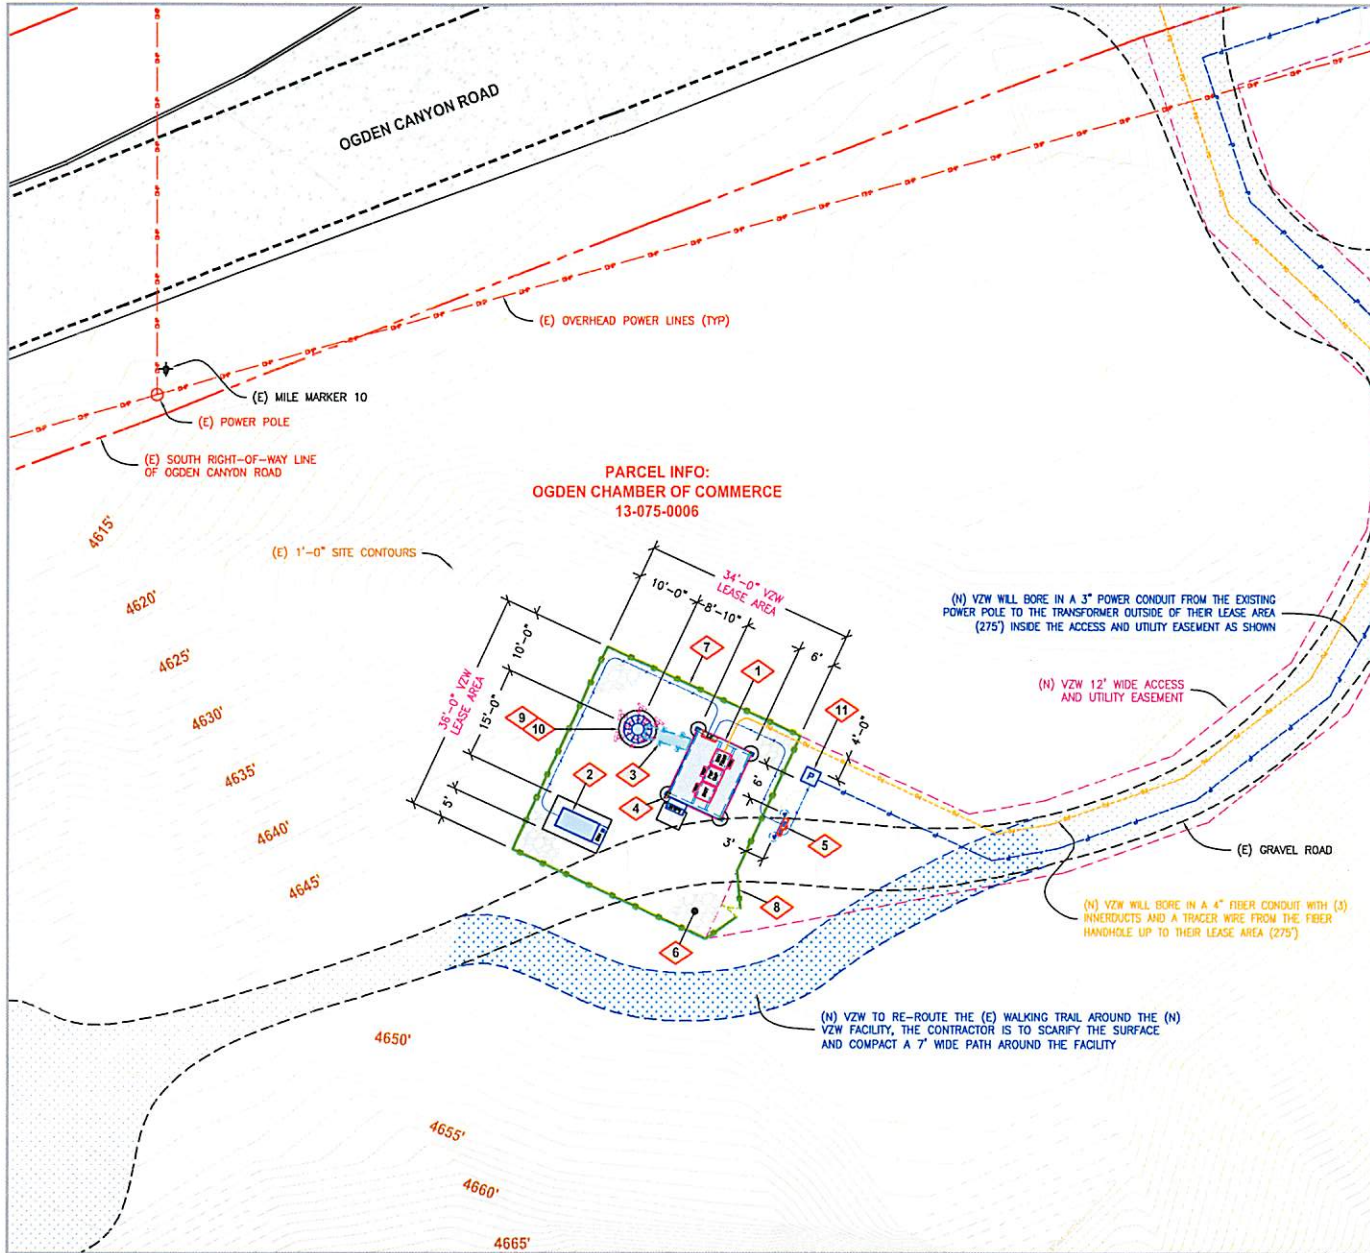 OGDEN CANYON ROAD
(E) OVERHEAD POWER LINES (TYP)
(E) MILE MARKER 10
(E) POWER POLE
(E) SOUTH RIGHT-OF-WAY LINE
OF OGDEN CANYON ROAD
PARCEL INFO:
OGDEN CHAMBER OF COMMERCE
13-075-0006
4615'
(E) 1'-0" SITE CONTOURS
4620'
4625'
4630'
4635'
4640'
4645'
34'-0" VZW
LEASE AREA
10'-0"
8'-10"
6'
36'-0" VZW
LEASE AREA
10'-0"
15'-0"
5'
7
1
11
9
10
2
3
4
4'-0"
6'
P
5
3'
8
6
(N) VZW WILL BORE IN A 3" POWER CONDUIT FROM THE EXISTING
POWER POLE TO THE TRANSFORMER OUTSIDE OF THEIR LEASE AREA
(275') INSIDE THE ACCESS AND UTILITY EASEMENT AS SHOWN
(N) VZW 12' WIDE ACCESS
AND UTILITY EASEMENT
(E) GRAVEL ROAD
(N) VZW WILL BORE IN A 4" FIBER CONDUIT WITH (3)
INNERDUCTS AND A TRACER WIRE FROM THE FIBER
HANDHOLE UP TO THEIR LEASE AREA (275')
(N) VZW TO RE-ROUTE THE (E) WALKING TRAIL AROUND THE (N)
VZW FACILITY, THE CONTRACTOR IS TO SCARIFY THE SURFACE
AND COMPACT A 7' WIDE PATH AROUND THE FACILITY
4650'
4655'
4660'
4665'